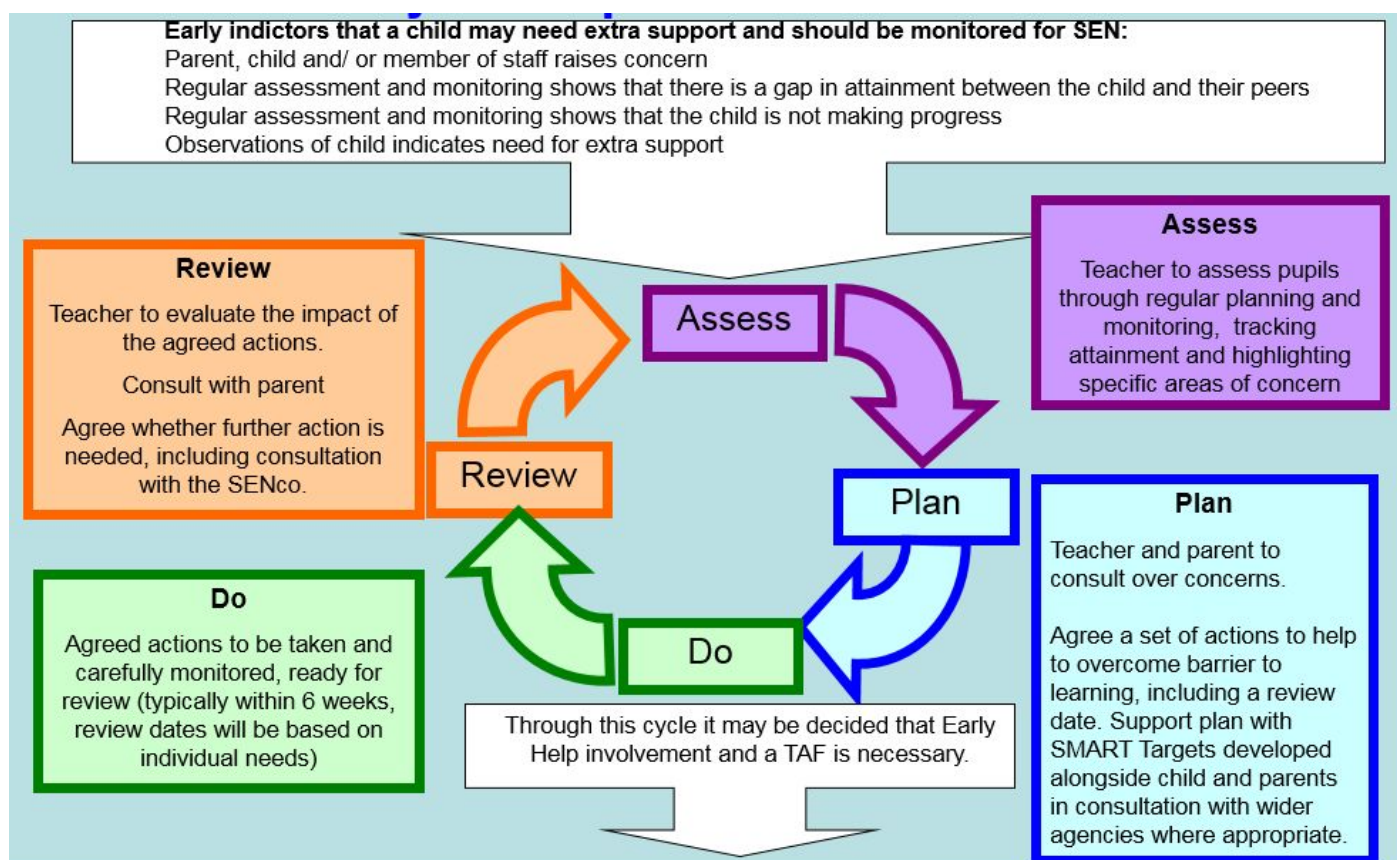 Early indictors that a child may need extra support and should be monitored for SEN:
Parent, child and/ or member of staff raises concern
Regular assessment and monitoring shows that there is a gap in attainment between the child and their peers
Regular assessment and monitoring shows that the child is not making progress
Observations of child indicates need for extra support
Assess
Teacher to assess pupils
through regular planning and
monitoring, tracking
attainment and highlighting
specific areas of concern
Review
Teacher to evaluate the impact of
the agreed actions.
Consult with parent
Agree whether further action is
needed, including consultation
with the SENco.
Assess
Review
Plan
Do
Plan
Teacher and parent to
consult over concerns.
Agree a set of actions to help
to overcome barrier to
learning, including a review
date. Support plan with
SMART Targets developed
alongside child and parents
in consultation with wider
agencies where appropriate.
Do
Agreed actions to be taken and
carefully monitored, ready for
review (typically within 6 weeks,
review dates will be based on
individual needs)
Through this cycle it may be decided that Early
Help involvement and a TAF is necessary.